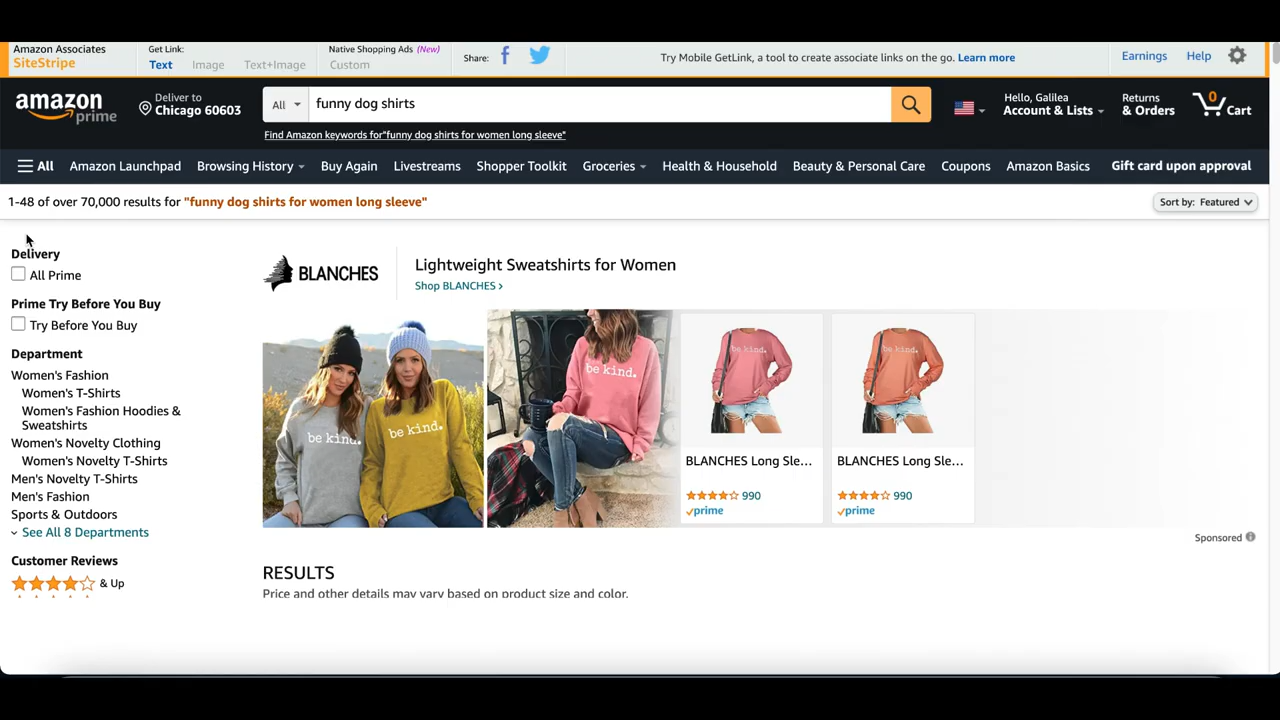 Amazon Associates
SiteStripe
Get Link:
Text Image Text+Image
Native Shopping Ads (New)
Custom
Share:
Try Mobile GetLink, a tool to create associate links on the go. Learn more
Earnings Help
amazon
prime
Deliver to
Chicago 60603
All
funny dog shirts
Find Amazon keywords for"funny dog shirts for women long sleeve"
Hello, Galilea
Account & Lists
Returns
& Orders
0
Cart
All Amazon Launchpad Browsing History Buy Again Livestreams Shopper Toolkit Groceries Health & Household Beauty & Personal Care Coupons Amazon Basics Gift card upon approval
1-48 of over 70,000 results for "funny dog shirts for women long sleeve"
Sort by: Featured
Delivery
All Prime
Prime Try Before You Buy
Try Before You Buy
Department
Women's Fashion
Women's T-Shirts
Women's Fashion Hoodies &
Sweatshirts
Women's Novelty Clothing
Women's Novelty T-Shirts
Men's Novelty T-Shirts
Men's Fashion
Sports & Outdoors
See All 8 Departments
Customer Reviews
& Up
BLANCHES
Lightweight Sweatshirts for Women
Shop BLANCHES ›
be kind.
be kind.
be kind.
be kind.
be kind.
BLANCHES Long Sle...
990
prime
BLANCHES Long Sle...
990
prime
Sponsored
RESULTS
Price and other details may vary based on product size and color.